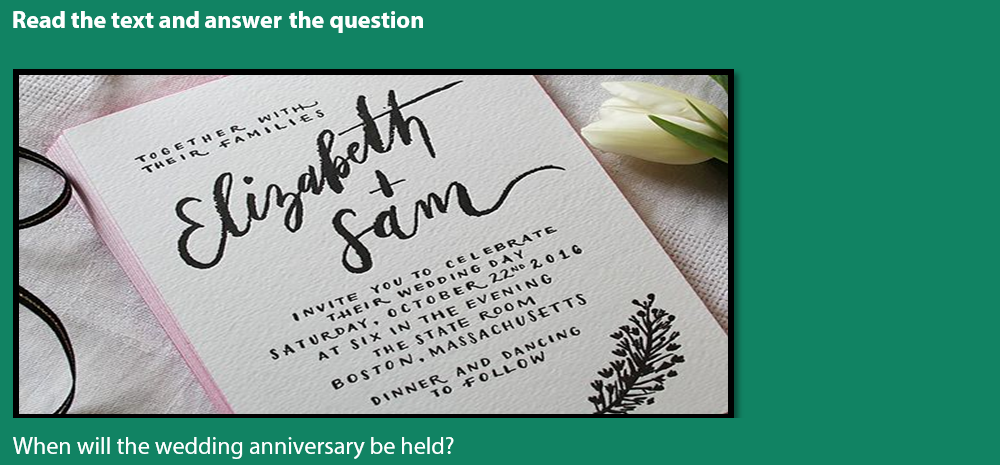 Read the text and answer the question
TOGETHER WITH
THEIR FAMILIES
Elizabeth
+
Sam
INVITE YOU TO CELEBRATE
THEIR WEDDING DAY
SATURDAY, OCTOBER 22ND 2016
AT SIX IN THE EVENING
THE STATE ROOM
BOSTON, MASSACHUSETTS
DINNER AND DANCING
TO FOLLOW
When will the wedding anniversary be held?